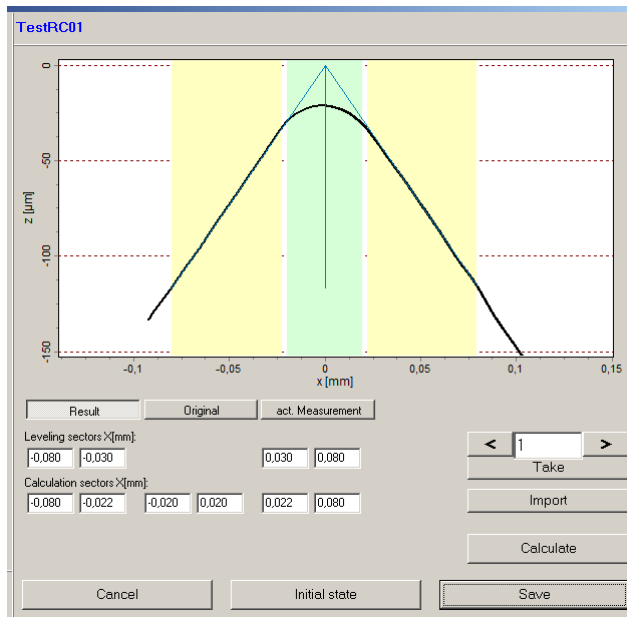 TestRC01
0
-50
-100
-150
z [µm]
-0,1 -0,05 0 0,05 0,1 0,15
x [mm]
Result Original act. Measurement
Leveling sectors X[mm]:
-0,080 -0,030 0,030 0,080
Calculation sectors X[mm]:
-0,080 -0,022 -0,020 0,020 0,022 0,080
< 1 >
Take
Import
Calculate
Cancel Initial state Save